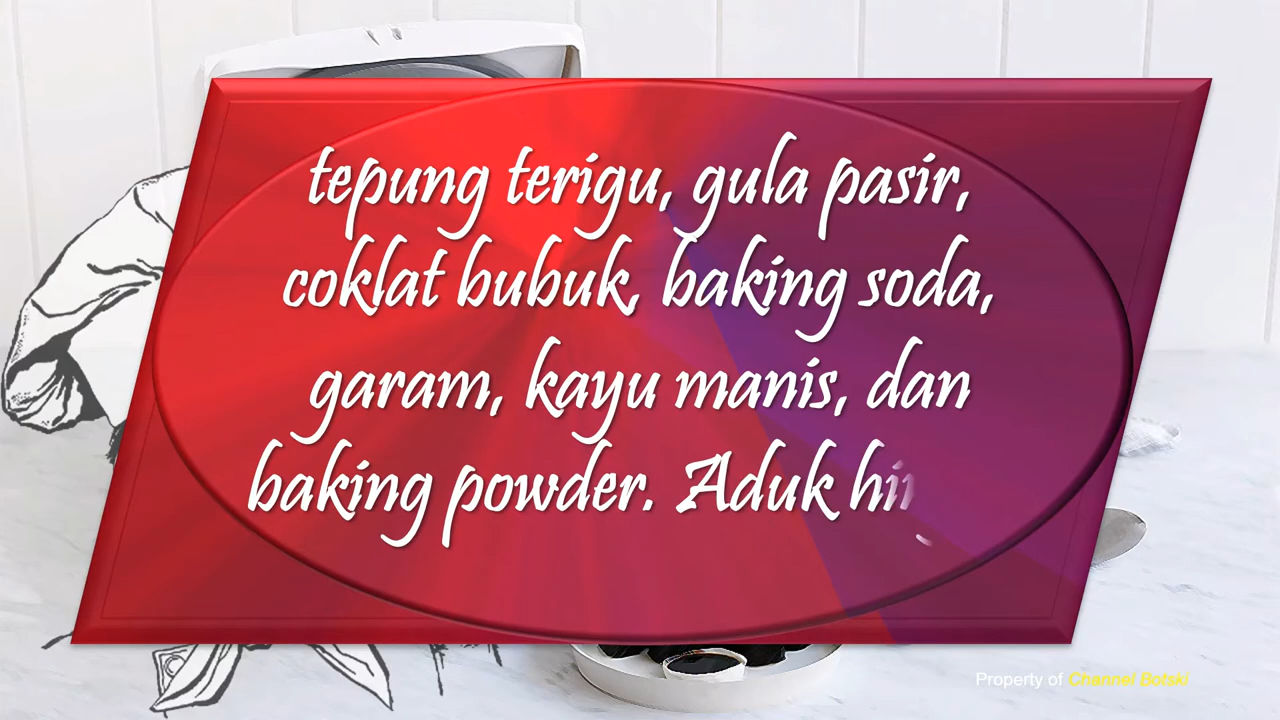 tepung terigu, gula pasir,
coklat bubuk, baking soda,
garam, kayu manis, dan
baking powder. Aduk
Property of Channel Botski